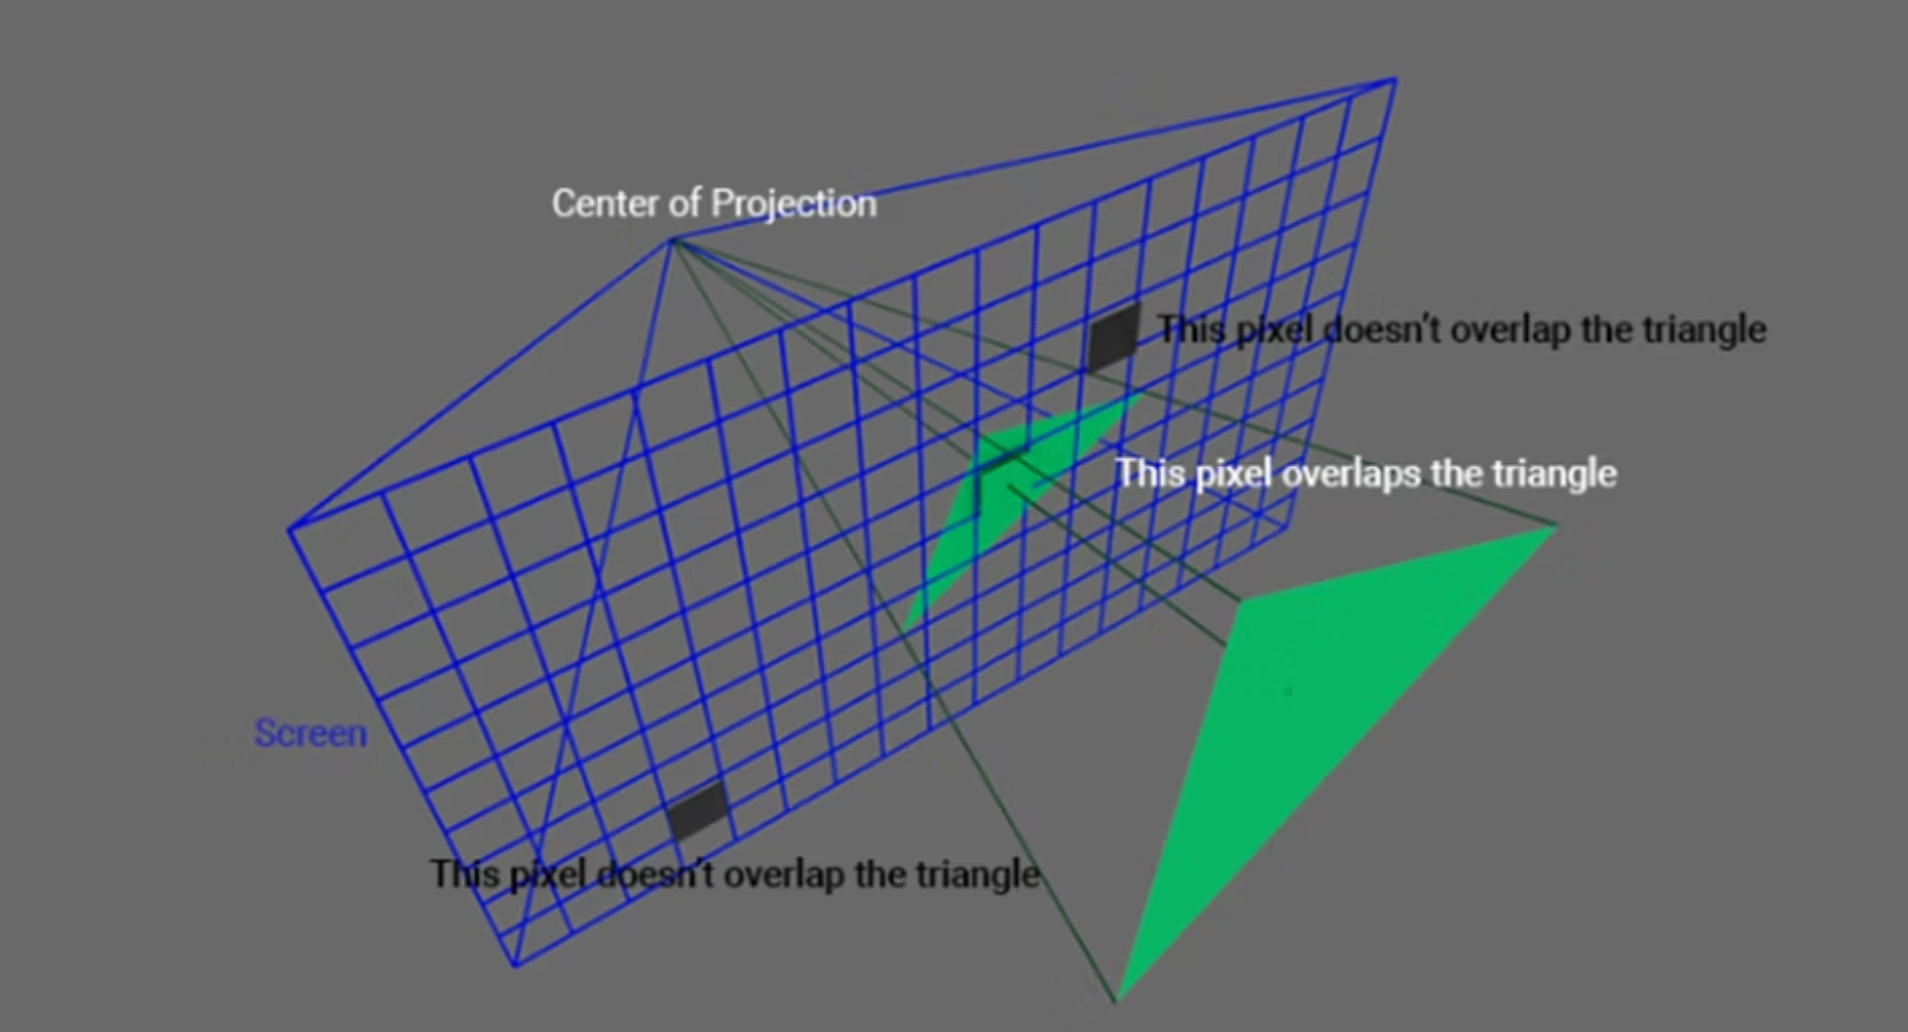 Center of Projection
This pixel doesn't overlap the triangle
This pixel overlaps the triangle
Screen
This pixel doesn't overlap the triangle